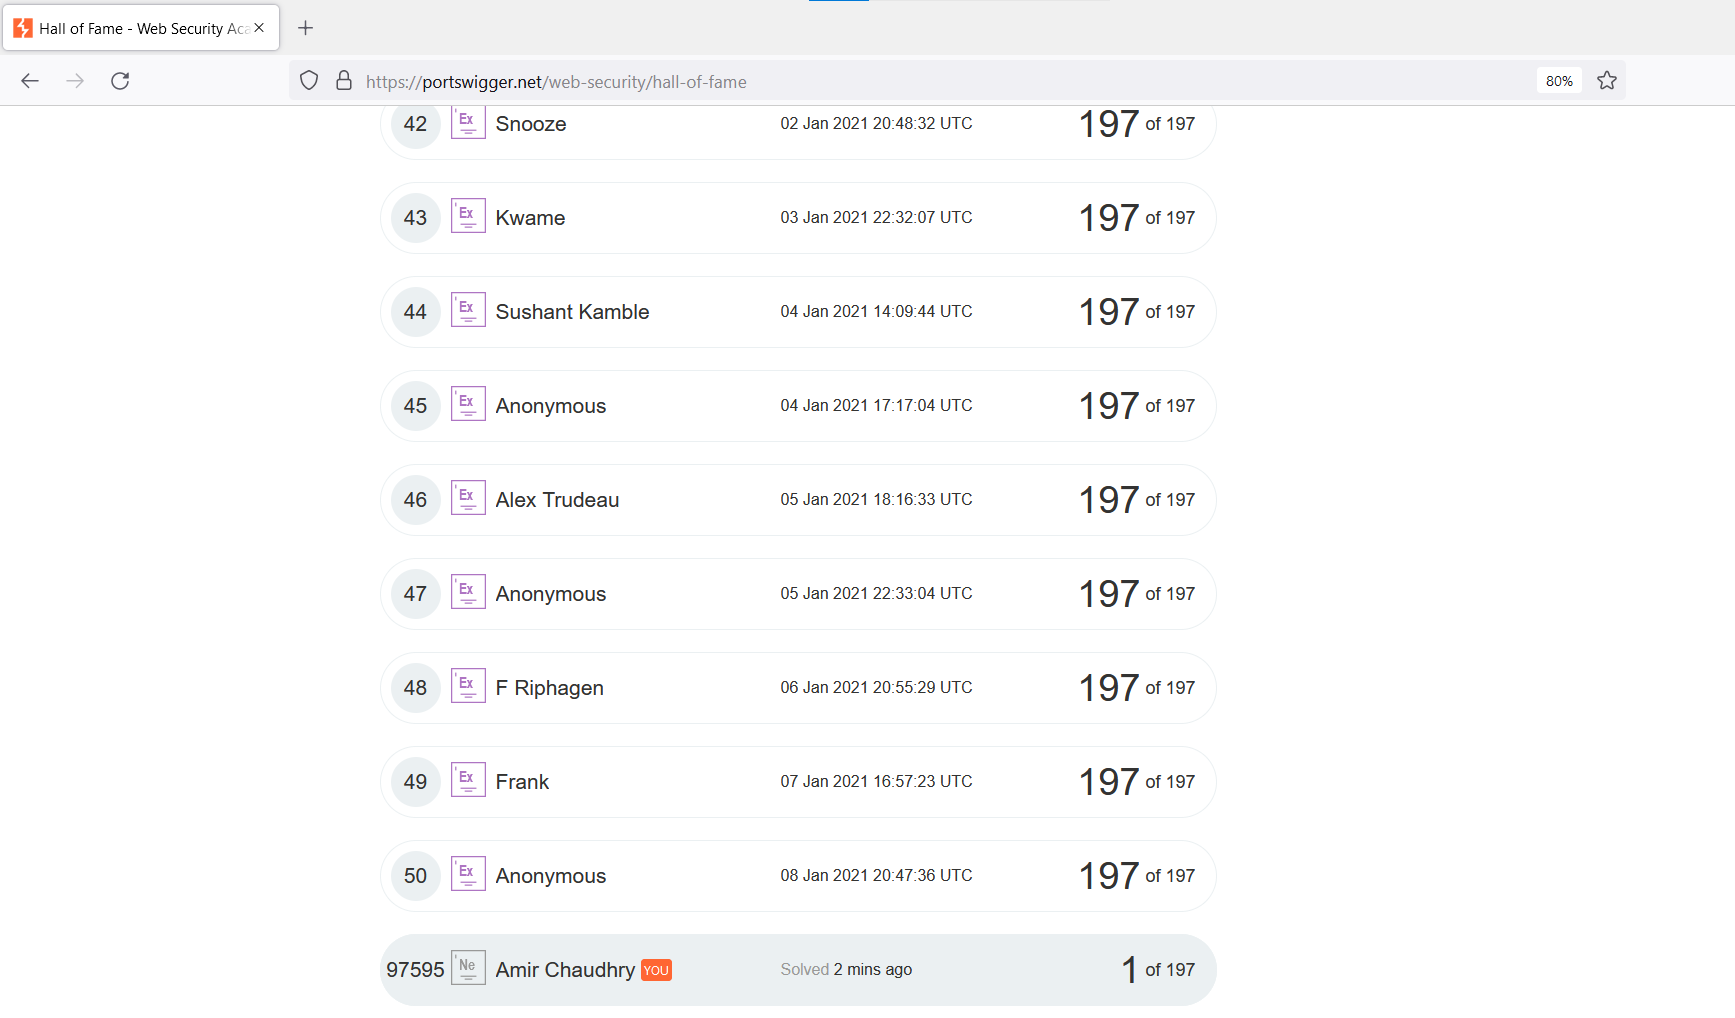 Hall of Fame - Web Security Aca
https://portswigger.net/web-security/hall-of-fame 80%
42 Ex Snooze 02 Jan 2021 20:48:32 UTC 197 of 197
43 Ex Kwame 03 Jan 2021 22:32:07 UTC 197 of 197
44 Ex Sushant Kamble 04 Jan 2021 14:09:44 UTC 197 of 197
45 Ex Anonymous 04 Jan 2021 17:17:04 UTC 197 of 197
46 Ex Alex Trudeau 05 Jan 2021 18:16:33 UTC 197 of 197
47 Ex Anonymous 05 Jan 2021 22:33:04 UTC 197 of 197
48 Ex F Riphagen 06 Jan 2021 20:55:29 UTC 197 of 197
49 Ex Frank 07 Jan 2021 16:57:23 UTC 197 of 197
50 Ex Anonymous 08 Jan 2021 20:47:36 UTC 197 of 197
97595 Ne Amir Chaudhry YOU Solved 2 mins ago 1 of 197